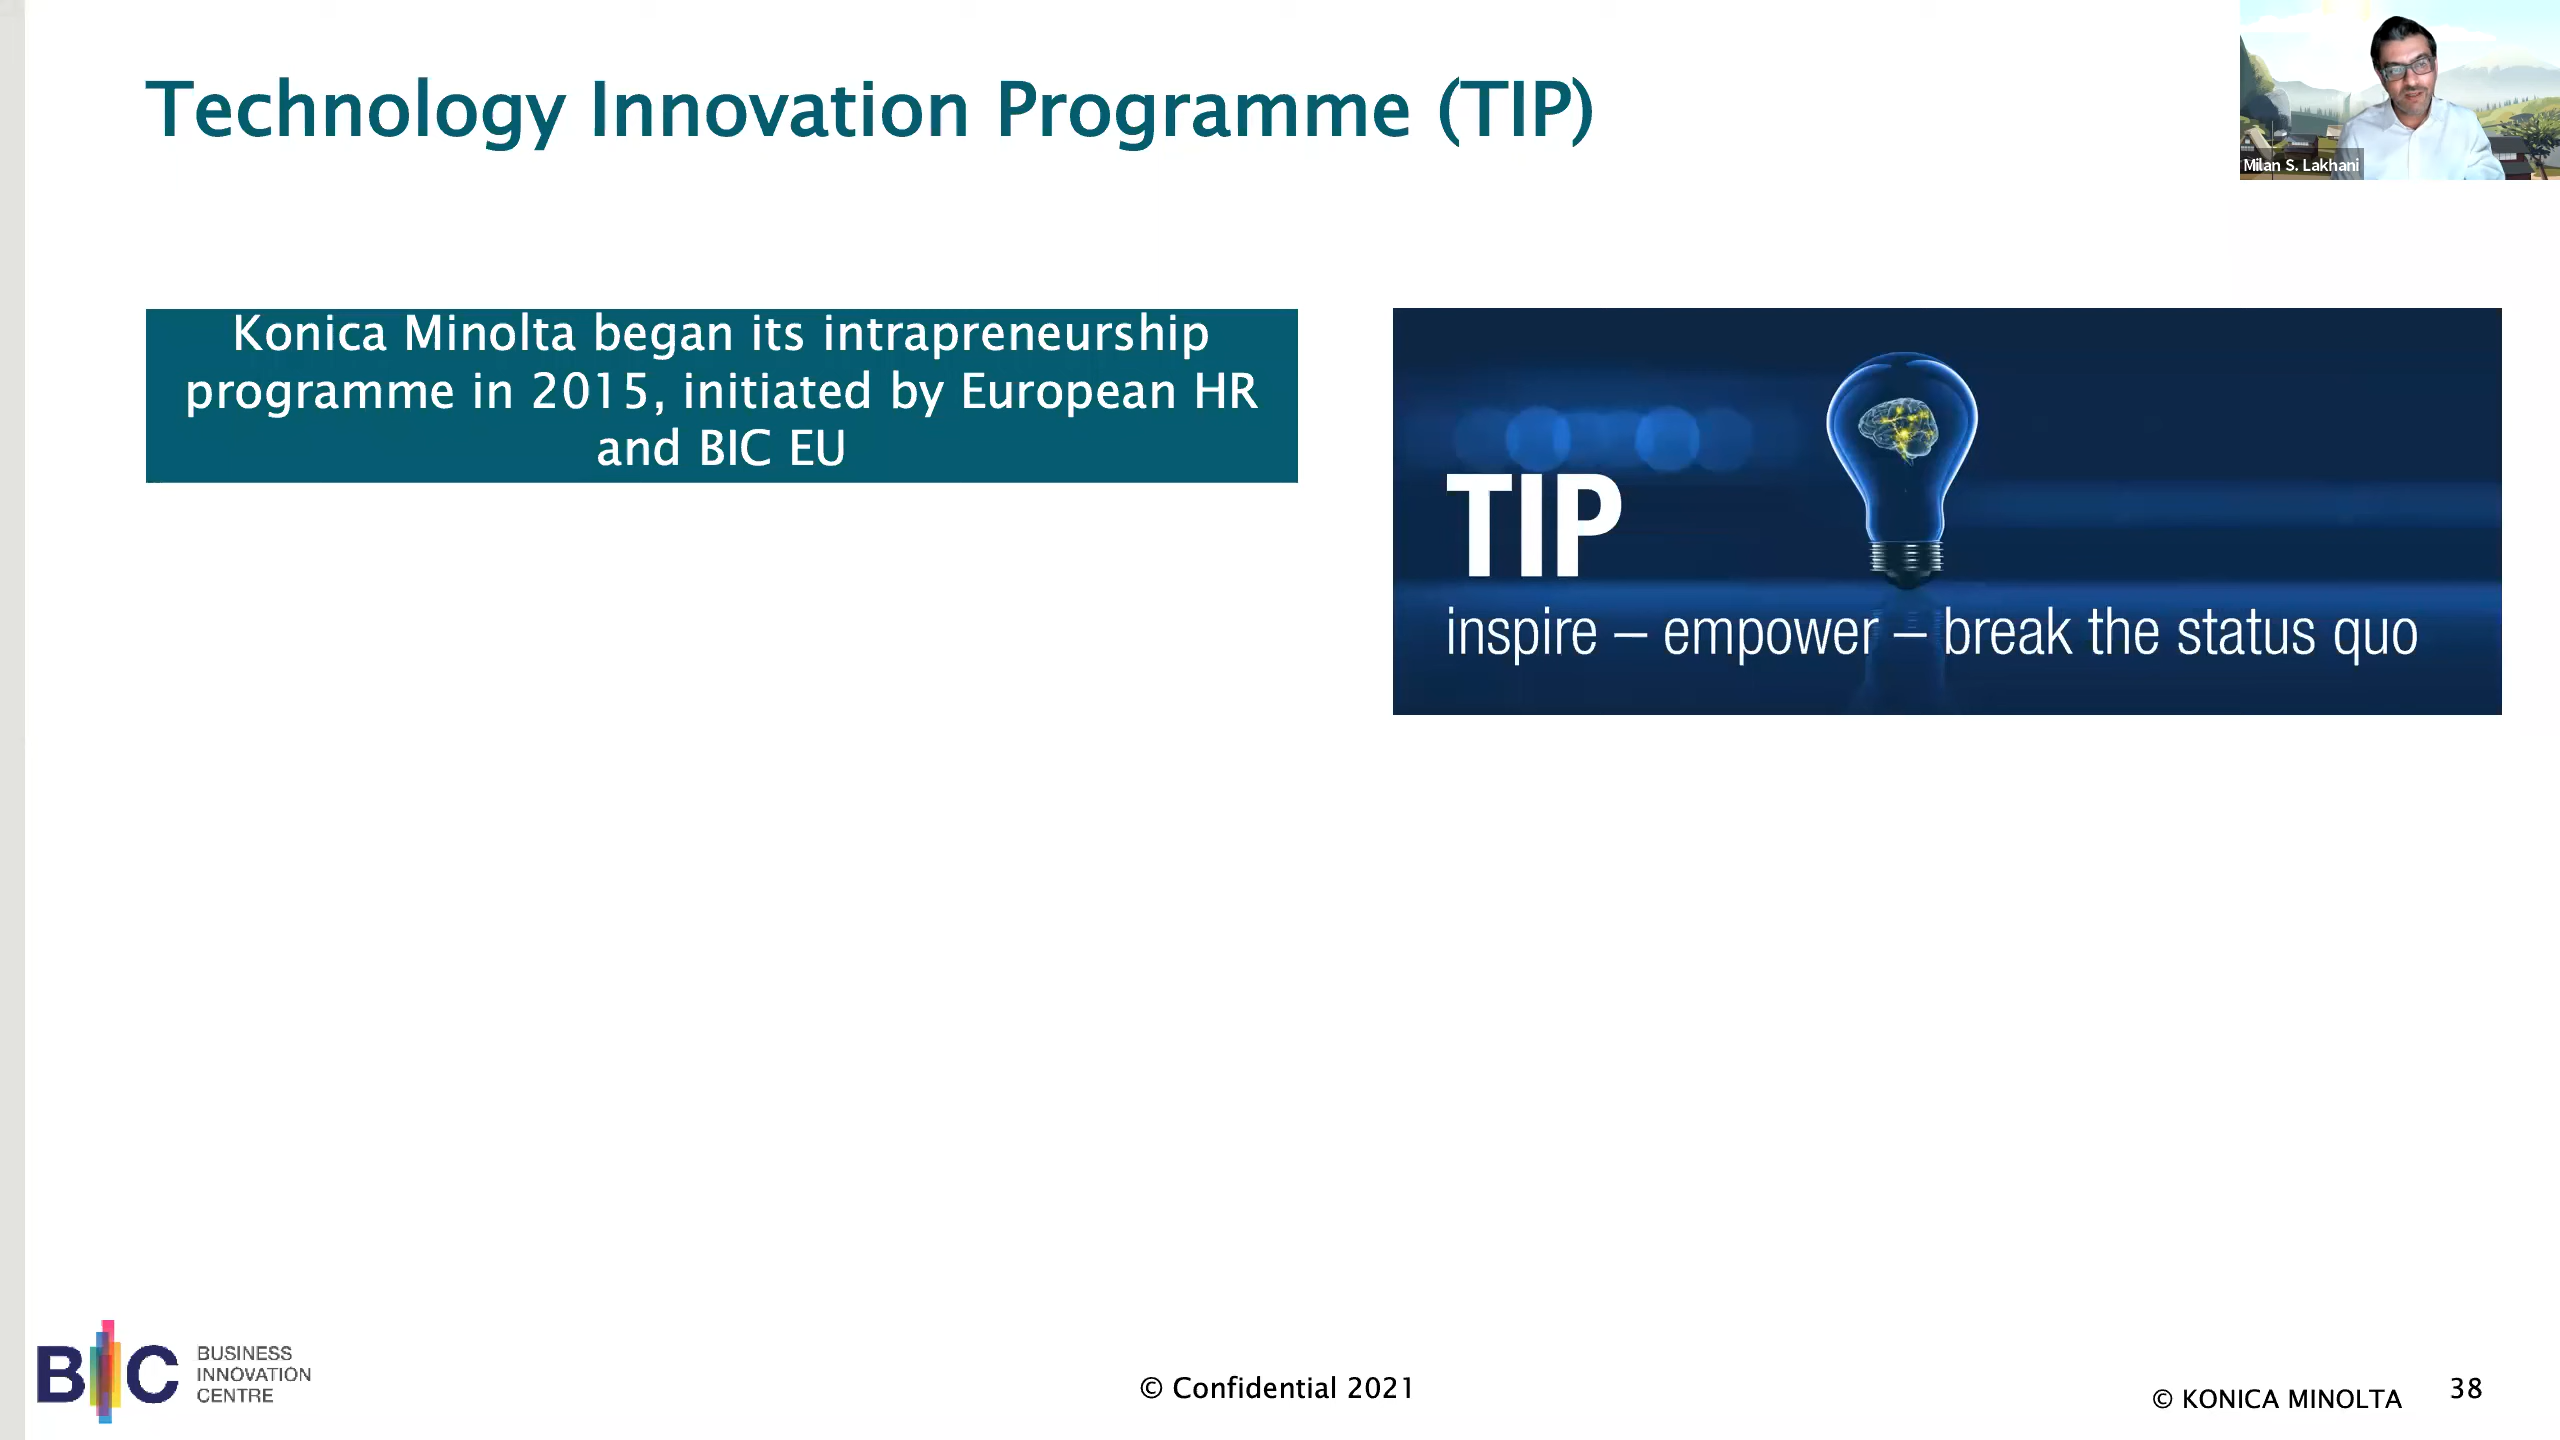 Technology Innovation Programme (TIP)
Milan S. Lakhani
Konica Minolta began its intrapreneurship
programme in 2015, initiated by European HR
and BIC EU
TIP
inspire – empower – break the status quo
BIC
BUSINESS
INNOVATION
CENTRE
© Confidential 2021
© KONICA MINOLTA
38